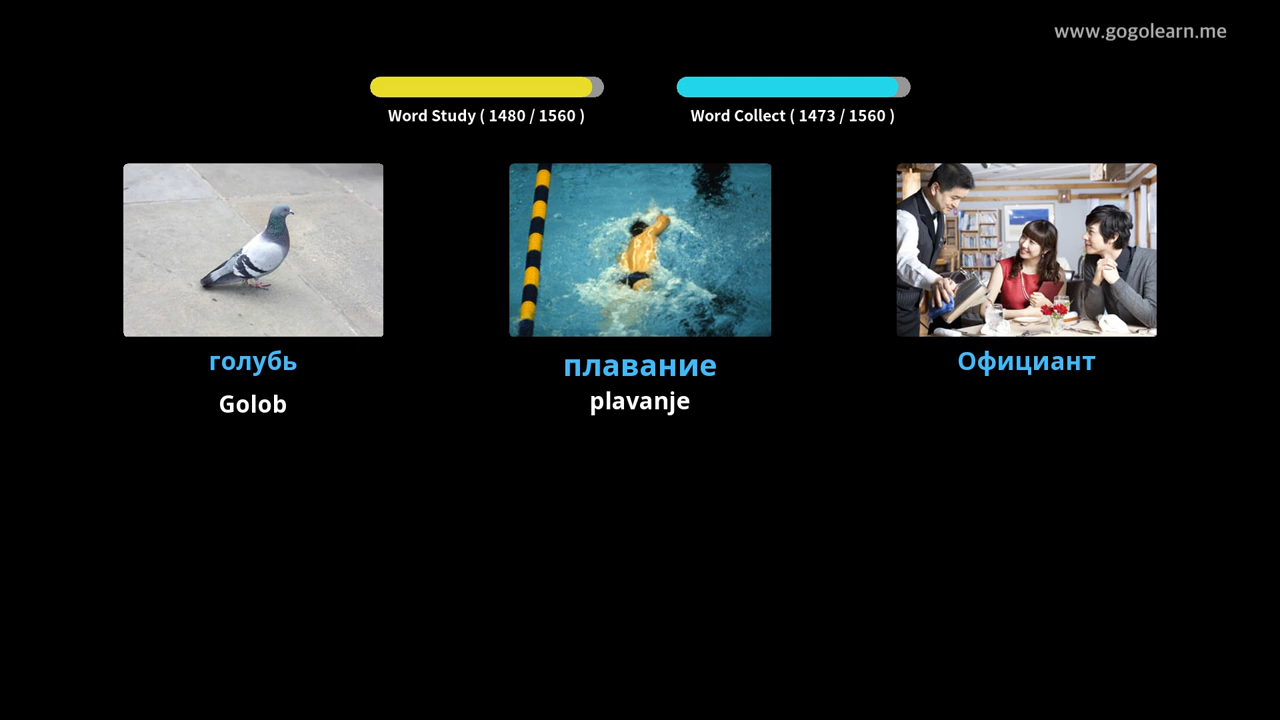 www.gogolearn.me
Word Study ( 1480 / 1560 )
Word Collect ( 1473 / 1560 )
голубь
Golob
плавание
plavanje
Официант